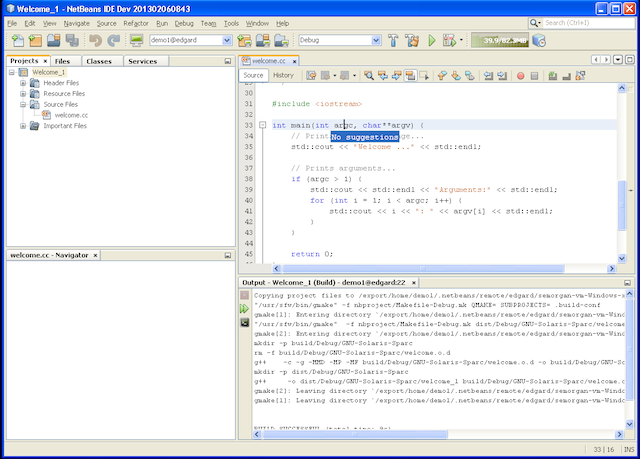 Welcome_1 - NetBeans IDE Dev 201302060843
File Edit View Navigate Source Refactor Run Debug Team Tools Window Help
Search (Ctrl+I)
demo1@edgard
Debug
Projects × Files Classes Services
welcome.cc ×
Welcome_1
Header Files
Resource Files
Source Files
welcome.cc
Important Files
Source History
30
31 #include <iostream>
32
33 int main(int argc, char**argv) {
34 // Print
No suggestions
35 std::cout << "Welcome ..." << std::endl;
36
37 // Prints arguments...
38 if (argc > 1) {
39 std::cout << std::endl << "Arguments:" << std::endl;
40 for (int i = 1; i < argc; i++) {
41 std::cout << i << ": " << argv[i] << std::endl;
42 }
43 }
44
45 return 0;
welcome.cc - Navigator ×
Output - Welcome_1 (Build) - demo1@edgard:22 ×
Copying project files to /export/home/demo1/.netbeans/remote/edgard/semorgan-vm-Windows-
"/usr/sfw/bin/gmake" -f nbproject/Makefile-Debug.mk QMAKE= SUBPROJECTS= .build-conf
gmake[1]: Entering directory `/export/home/demo1/.netbeans/remote/edgard/semorgan-vm-Wind
"/usr/sfw/bin/gmake" -f nbproject/Makefile-Debug.mk dist/Debug/GNU-Solaris-Sparc/welcome_
gmake[2]: Entering directory `/export/home/demo1/.netbeans/remote/edgard/semorgan-vm-Wind
mkdir -p build/Debug/GNU-Solaris-Sparc
rm -f build/Debug/GNU-Solaris-Sparc/welcome.o.d
g++ -c -g -MMD -MP -MF build/Debug/GNU-Solaris-Sparc/welcome.o.d -o build/Debug/GNU-So
mkdir -p dist/Debug/GNU-Solaris-Sparc
g++ -o dist/Debug/GNU-Solaris-Sparc/welcome_1 build/Debug/GNU-Solaris-Sparc/welcome.
gmake[2]: Leaving directory `/export/home/demo1/.netbeans/remote/edgard/semorgan-vm-Windo
gmake[1]: Leaving directory `/export/home/demo1/.netbeans/remote/edgard/semorgan-vm-Windo
33 | 16 INS